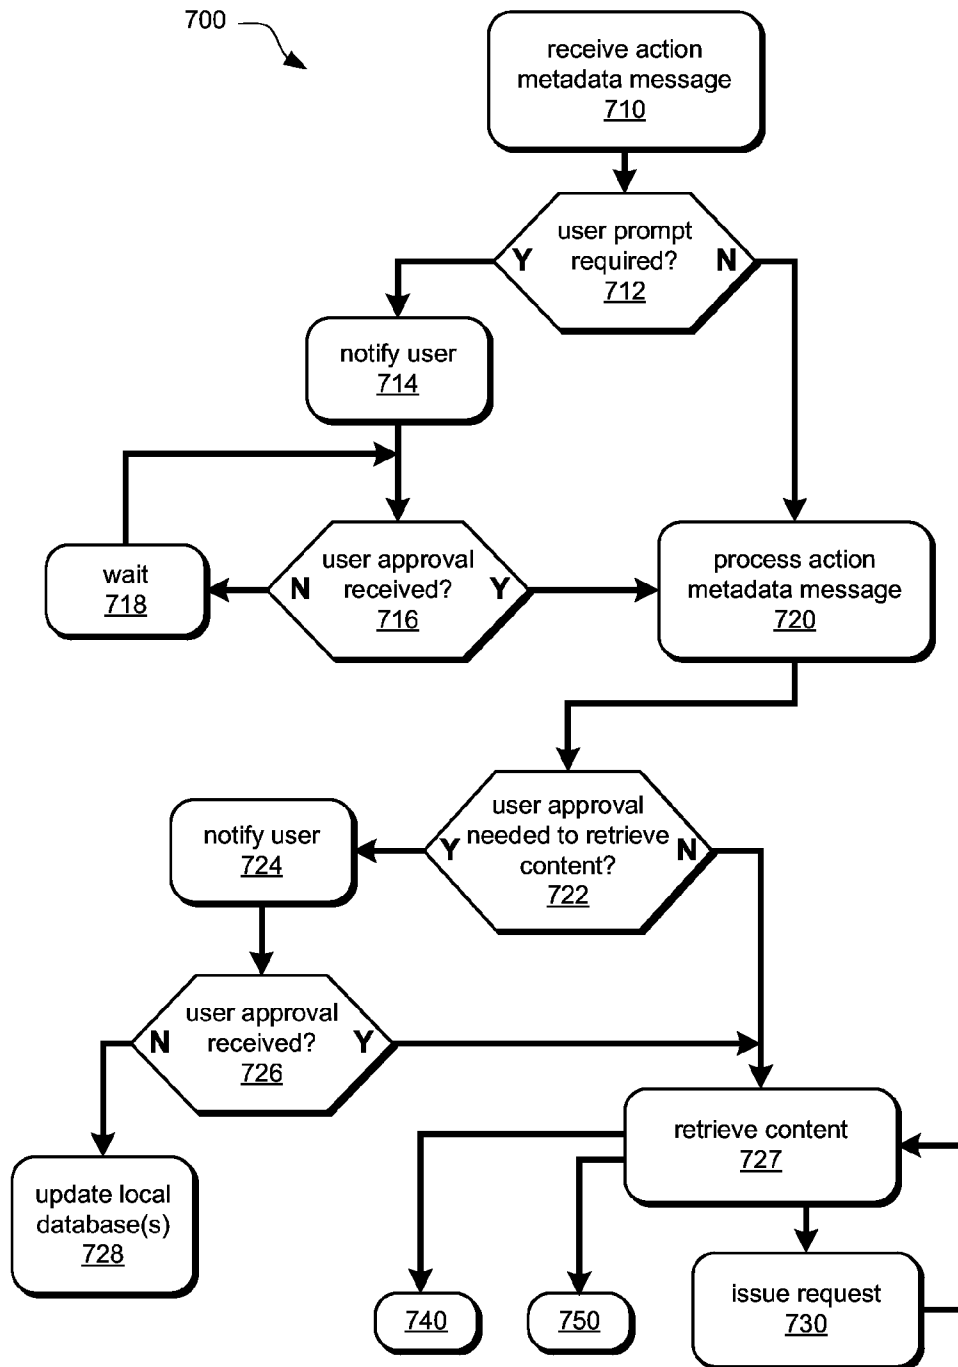 700
receive action
metadata message
710
user prompt
required?
712
Y
N
notify user
714
user approval
received?
716
N
Y
wait
718
process action
metadata message
720
user approval
needed to retrieve
content?
722
Y
N
notify user
724
user approval
received?
726
N
Y
retrieve content
727
update local
database(s)
728
issue request
730
740
750